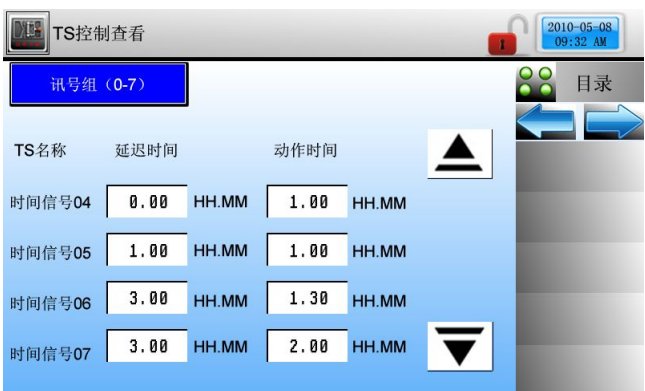 TS控制查看
2010-05-08
09:32 AM
讯号组（0-7）
目录
TS名称 延迟时间 动作时间
时间信号04 0.00 HH.MM 1.00 HH.MM
时间信号05 1.00 HH.MM 1.00 HH.MM
时间信号06 3.00 HH.MM 1.30 HH.MM
时间信号07 3.00 HH.MM 2.00 HH.MM